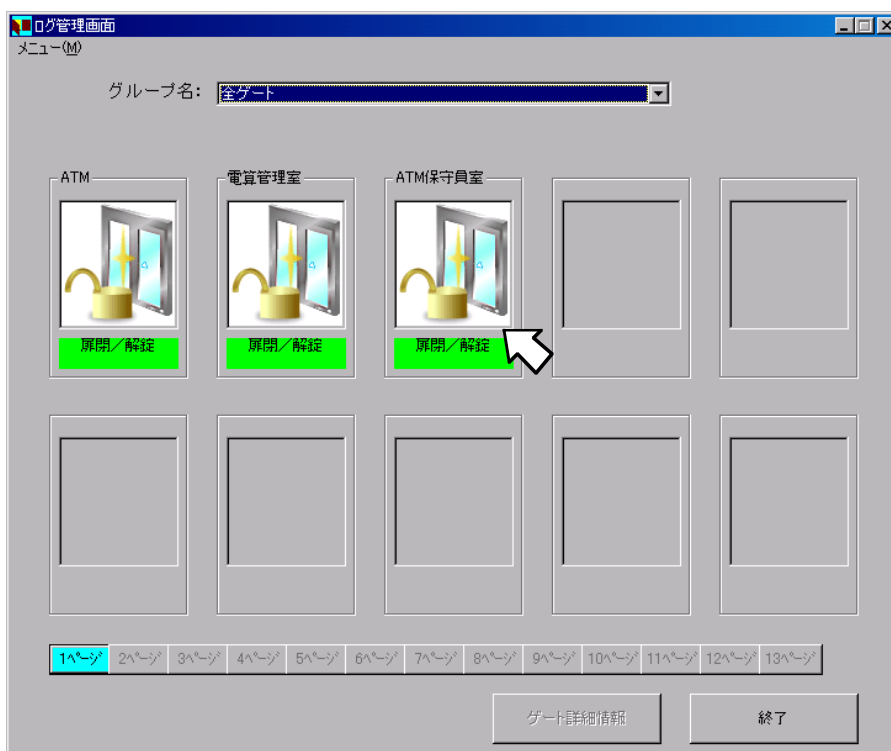 ログ管理画面
メニュー(M)
グループ名: 全ゲート
ATM 電算管理室 ATM保守員室
扉閉/解錠 扉閉/解錠 扉閉/解錠
1ページ 2ページ 3ページ 4ページ 5ページ 6ページ 7ページ 8ページ 9ページ 10ページ 11ページ 12ページ 13ページ
ゲート詳細情報 終了